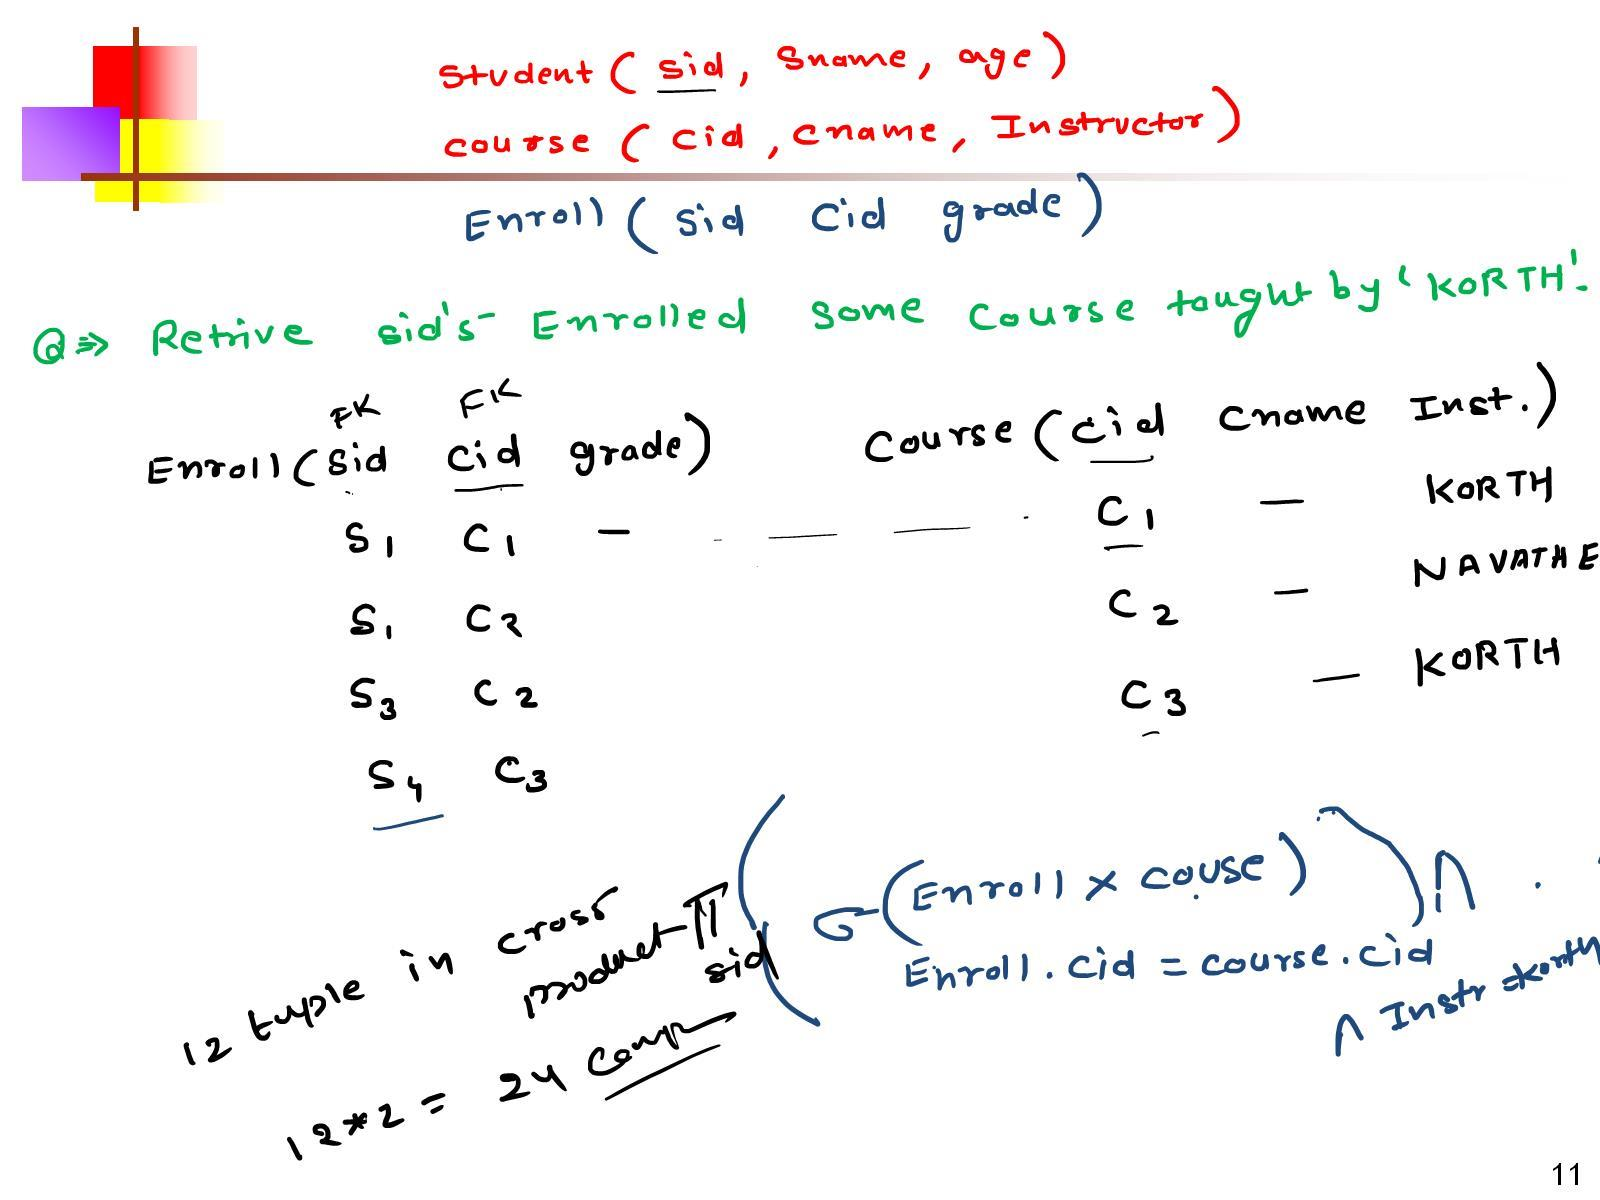 Student ( sid, Sname, age )
course ( cid, cname, Instructor )
Enroll ( sid cid grade )
Q ⇒ Retrive sid's Enrolled some course taught by 'KORTH'.
FK FK
Enroll ( sid cid grade ) Course ( cid cname Inst. )
S1 C1 - C1 - KORTH
S1 C2 C2 - NAVATHE
S3 C2 C3 - KORTH
S4 C3
π sid ( σ ( Enroll × couse ) )
Enroll.cid = course.cid
∧ Instr = korth
12 tuple in cross
product
12*2 = 24 comp
11